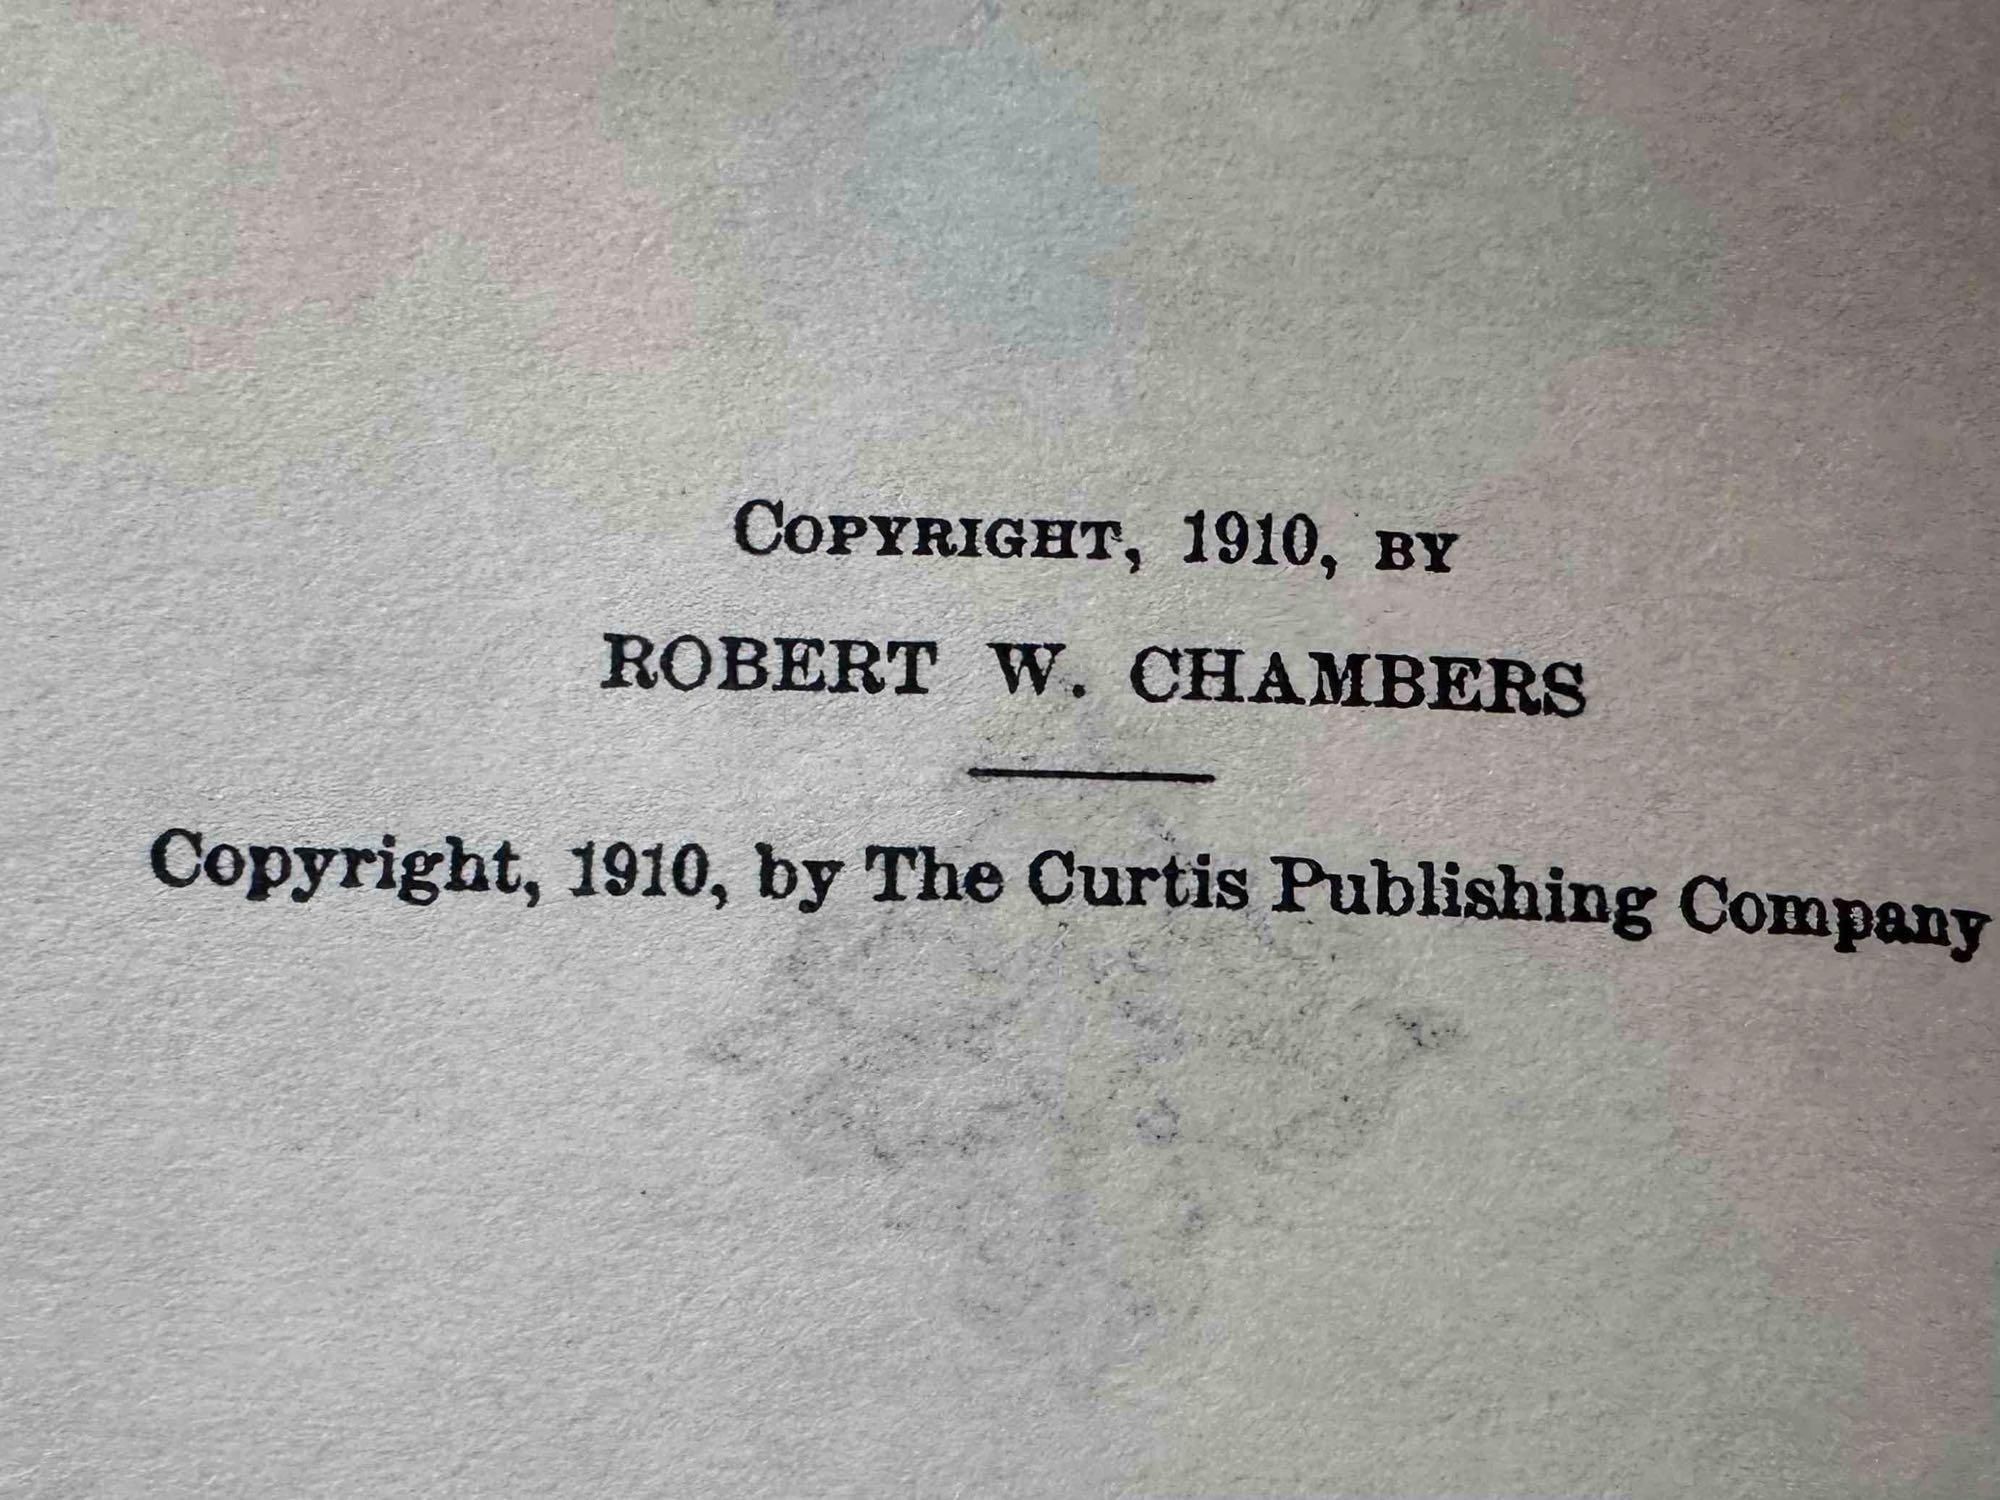 COPYRIGHT, 1910, BY
ROBERT W. CHAMBERS
Copyright, 1910, by The Curtis Publishing Company